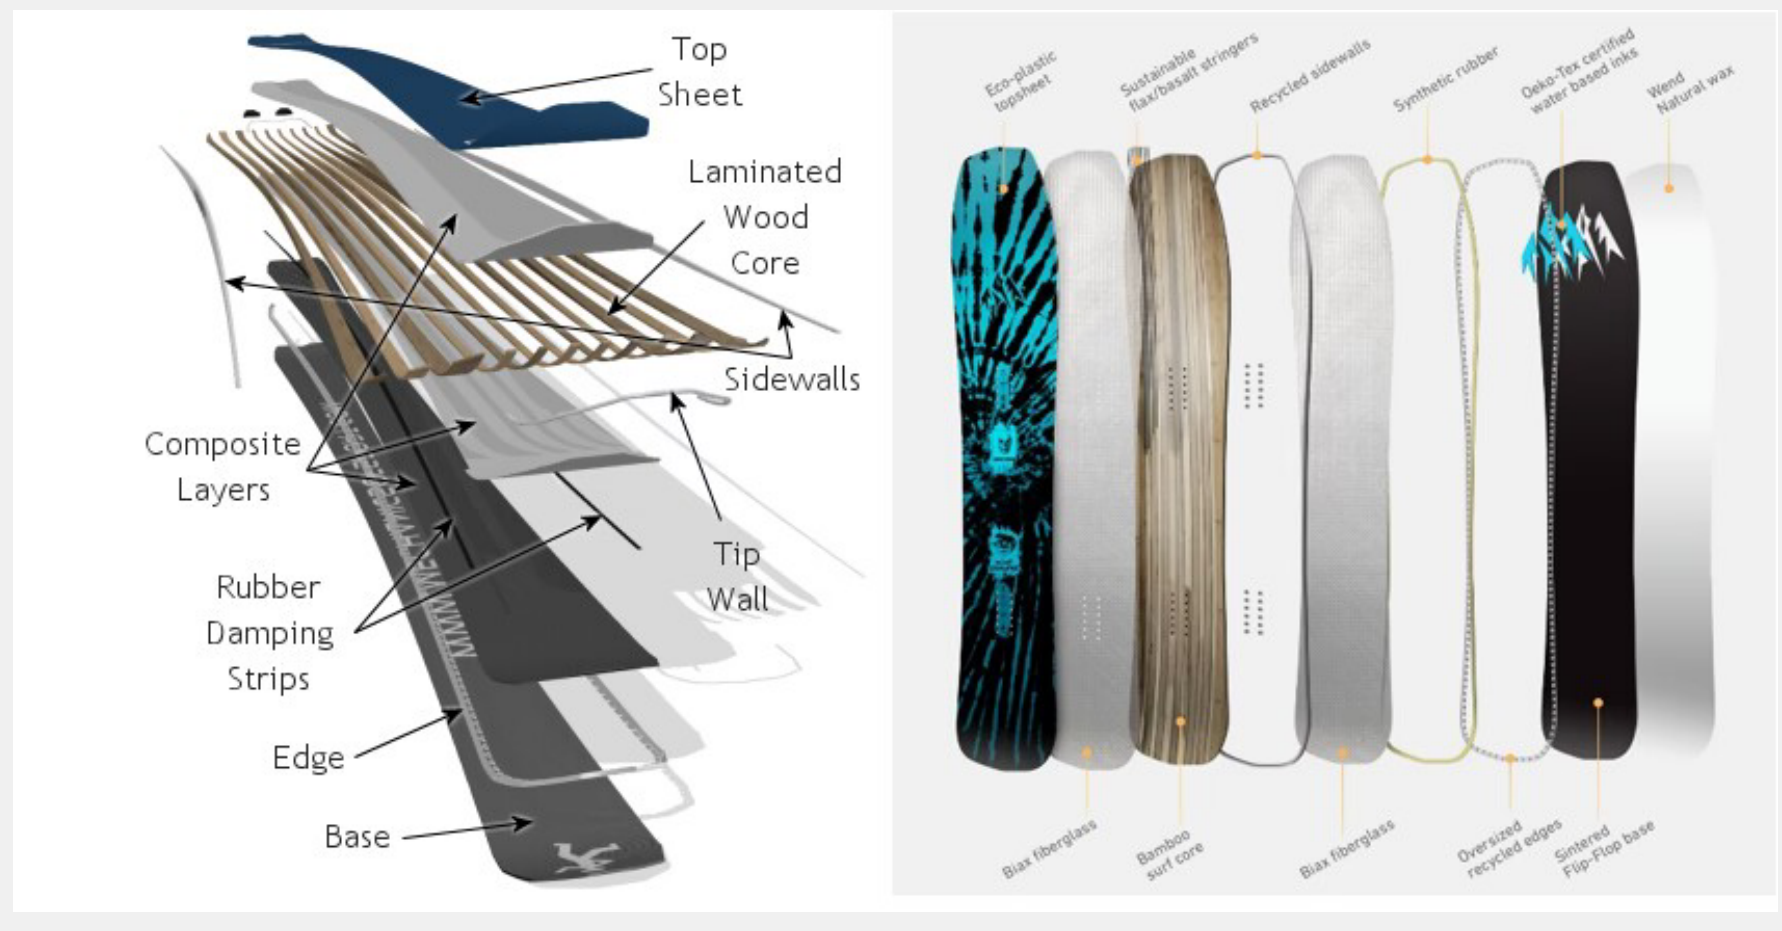 Top
Sheet
Laminated
Wood
Core
Sidewalls
Composite
Layers
Tip
Wall
Rubber
Damping
Strips
Edge
Base
Eco-plastic
topsheet
Sustainable
flax/basalt stringers
Recycled sidewalls
Synthetic rubber
Oeko-Tex certified
water based inks
Wend
Natural wax
Biax fiberglass
Bamboo
surf core
Biax fiberglass
Oversized
recycled edges
Sintered
Flip-Flop base